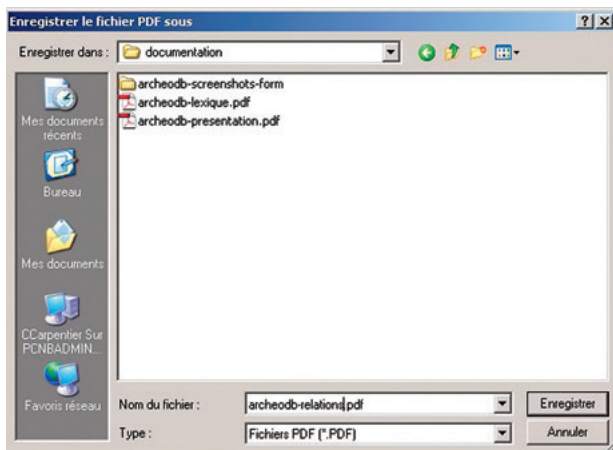 Enregistrer le fichier PDF sous
Enregistrer dans :
documentation
Mes documents
récents
Bureau
Mes documents
CCarpentier Sur
PCNBADMIN...
Favoris réseau
archeodb-screenshots-form
archeodb-lexique.pdf
archeodb-presentation.pdf
Nom du fichier :
archeodb-relations.pdf
Enregistrer
Type :
Fichiers PDF (*.PDF)
Annuler